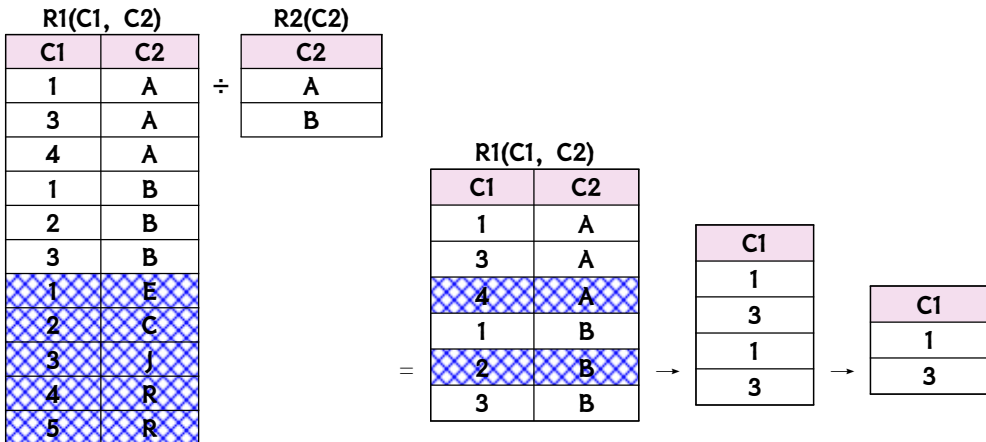 R1(C1, C2)
C1 C2
1 A
3 A
4 A
1 B
2 B
3 B
1 E
2 C
3 J
4 R
5 R
÷
R2(C2)
C2
A
B
=
R1(C1, C2)
C1 C2
1 A
3 A
4 A
1 B
2 B
3 B
→
C1
1
3
1
3
→
C1
1
3